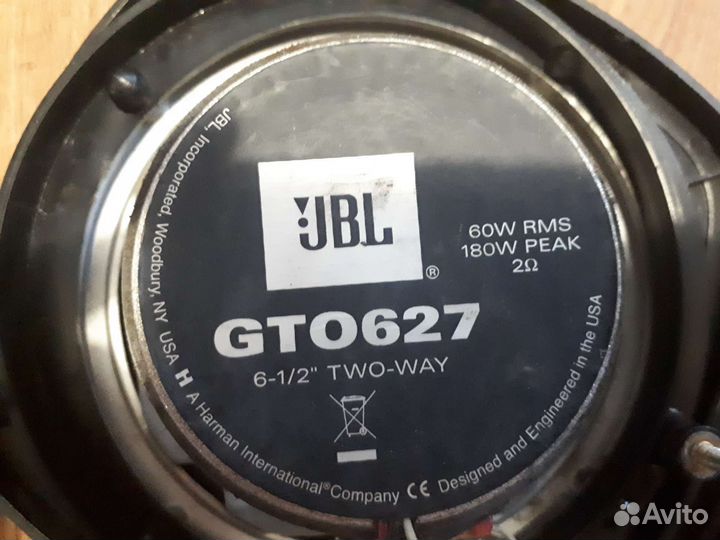 JBL
®
60W RMS
180W PEAK
2Ω
GTO627
6-1/2" TWO-WAY
JBL, Incorporated, Woodbury, NY USA H A Harman International® Company CE Designed and Engineered in the USA
Avito